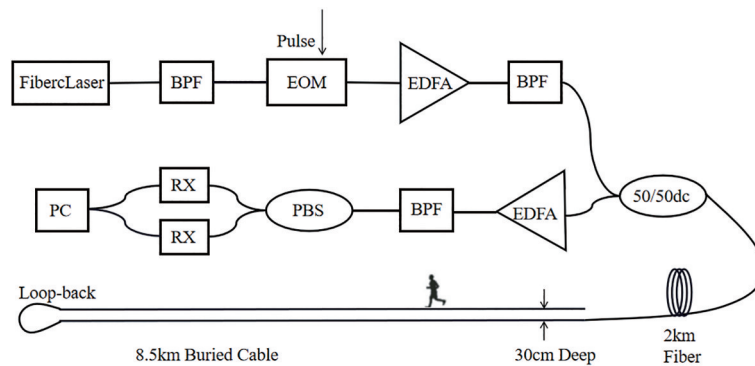 Pulse
FibercLaser
BPF
EOM
EDFA
BPF
PC
RX
RX
PBS
BPF
EDFA
50/50dc
Loop-back
8.5km Buried Cable
30cm Deep
2km
Fiber